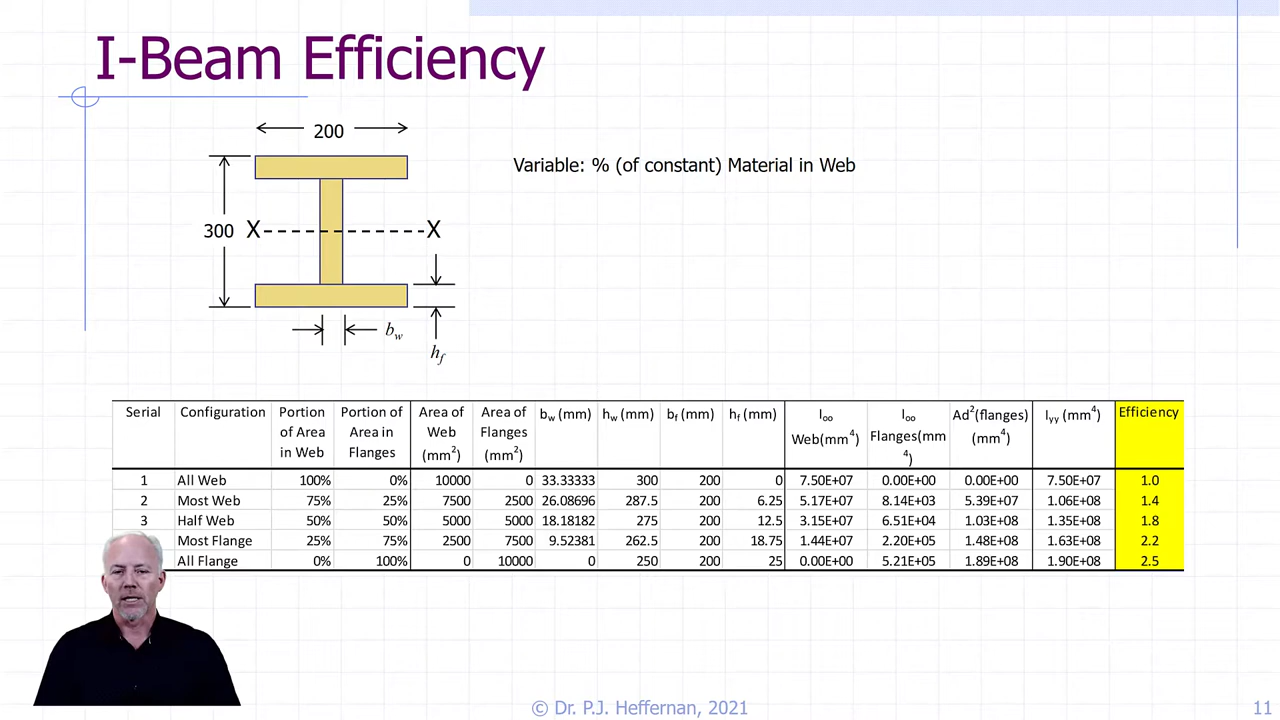 I-Beam Efficiency
200
Variable: % (of constant) Material in Web
300 X X
b_w
h_f
Serial Configuration Portion of Area in Web Portion of Area in Flanges Area of Web (mm²) Area of Flanges (mm²) b_w (mm) h_w (mm) b_f (mm) h_f (mm) I_oo Web(mm⁴) I_oo Flanges(mm⁴) Ad²(flanges) (mm⁴) I_yy (mm⁴) Efficiency
1 All Web 100% 0% 10000 0 33.33333 300 200 0 7.50E+07 0.00E+00 0.00E+00 7.50E+07 1.0
2 Most Web 75% 25% 7500 2500 26.08696 287.5 200 6.25 5.17E+07 8.14E+03 5.39E+07 1.06E+08 1.4
3 Half Web 50% 50% 5000 5000 18.18182 275 200 12.5 3.15E+07 6.51E+04 1.03E+08 1.35E+08 1.8
Most Flange 25% 75% 2500 7500 9.52381 262.5 200 18.75 1.44E+07 2.20E+05 1.48E+08 1.63E+08 2.2
All Flange 0% 100% 0 10000 0 250 200 25 0.00E+00 5.21E+05 1.89E+08 1.90E+08 2.5
© Dr. P.J. Heffernan, 2021
11